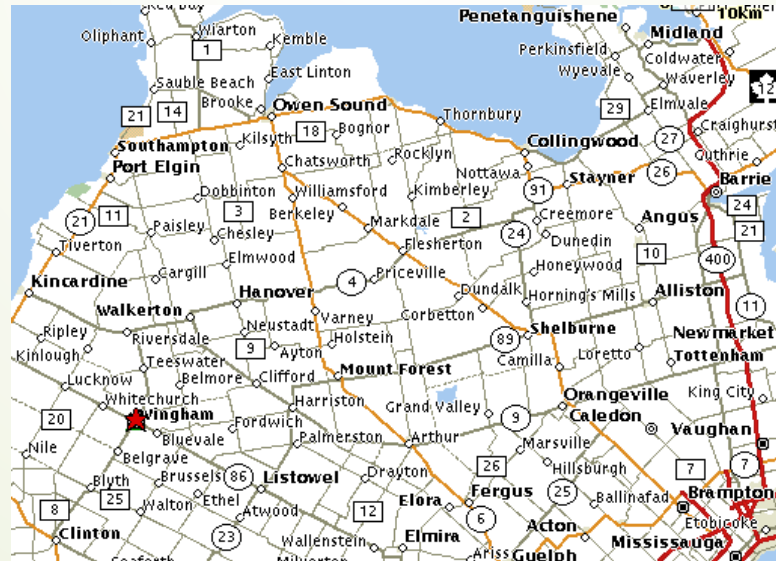 Red Bay
10km
Penetanguishene
Oliphant
Wiarton
Kemble
Midland
1
Perkinsfield
Coldwater
Wyevale
Waverley
12
Sauble Beach
East Linton
Brooke
Owen Sound
21
14
29
Elmvale
Thornbury
18
Bognor
27
Craighurst
Southampton
Kilsyth
Collingwood
Chatsworth
Rocklyn
Guthrie
Port Elgin
Nottawa
26
Stayner
Barrie
Dobbinton
Williamsford
Kimberley
91
24
11
3
Berkeley
2
Creemore
Angus
21
Paisley
Chesley
Markdale
24
Dunedin
21
Tiverton
Flesherton
10
400
Elmwood
Honeywood
Cargill
Priceville
Kincardine
4
Hanover
Dundalk
Alliston
Walkerton
Corbetton
Horning's Mills
11
Varney
Ripley
Riversdale
Neustadt
Holstein
89
Shelburne
Newmarket
Kinlough
9
Ayton
Camilla
Loretto
Tottenham
Teeswater
Lucknow
Belmore
Clifford
Mount Forest
King City
Whitechurch
Harriston
Orangeville
20
Wingham
Fordwich
Grand Valley
9
Caledon
Vaughan
Bluevale
Palmerston
Arthur
Nile
Belgrave
Marsville
Blyth
Brussels
86
Listowel
Drayton
26
Hillsburgh
7
7
25
Ethel
Fergus
25
Brampton
8
Walton
Atwood
12
Elora
Ballinafad
Clinton
6
Acton
Etobicoke
23
Wallenstein
Elmira
Mississauga
Seaforth
Milverton
Ariss
Guelph